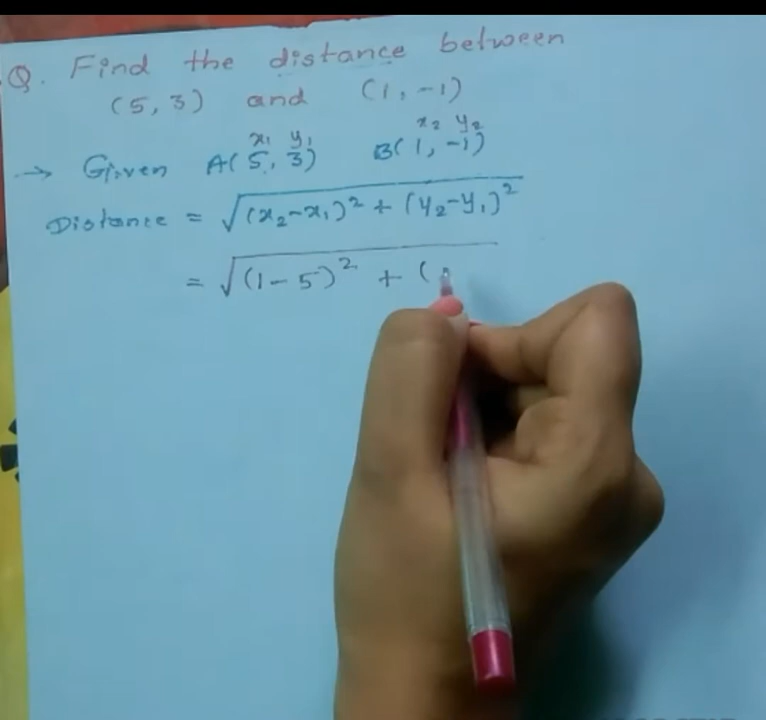 Q. Find the distance between
(5, 3) and (1, -1)
x₁ y₁ x₂ y₂
→ Given A(5, 3) B(1, -1)
Distance = √(x₂-x₁)² + (y₂-y₁)²
= √(1-5)² + (